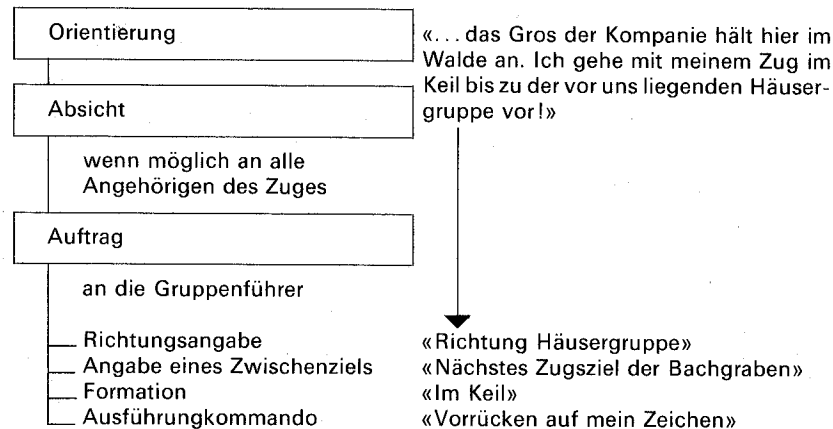 Orientierung
«... das Gros der Kompanie hält hier im
Walde an. Ich gehe mit meinem Zug im
Keil bis zu der vor uns liegenden Häuser-
gruppe vor!»
Absicht
wenn möglich an alle
Angehörigen des Zuges
Auftrag
an die Gruppenführer
Richtungsangabe «Richtung Häusergruppe»
Angabe eines Zwischenziels «Nächstes Zugsziel der Bachgraben»
Formation «Im Keil»
Ausführungkommando «Vorrücken auf mein Zeichen»